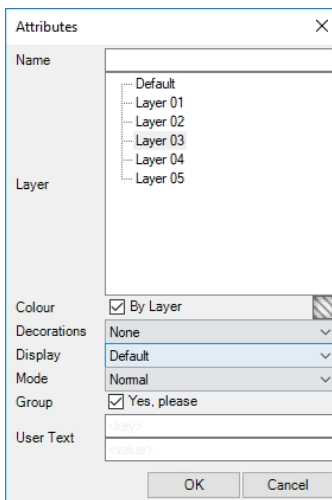 Attributes
Name
Default
Layer 01
Layer 02
Layer 03
Layer 04
Layer 05
Layer
Colour By Layer
Decorations None
Display Default
Mode Normal
Group Yes, please
User Text
<key>
<value>
OK Cancel